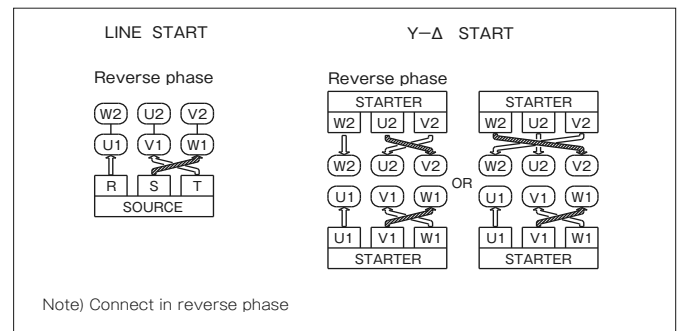 LINE START
Y–Δ START
Reverse phase
W2 U2 V2
U1 V1 W1
R S T
SOURCE
Reverse phase
STARTER
W2 U2 V2
W2 U2 V2
U1 V1 W1
U1 V1 W1
STARTER
OR
STARTER
W2 U2 V2
W2 U2 V2
U1 V1 W1
U1 V1 W1
STARTER
Note) Connect in reverse phase